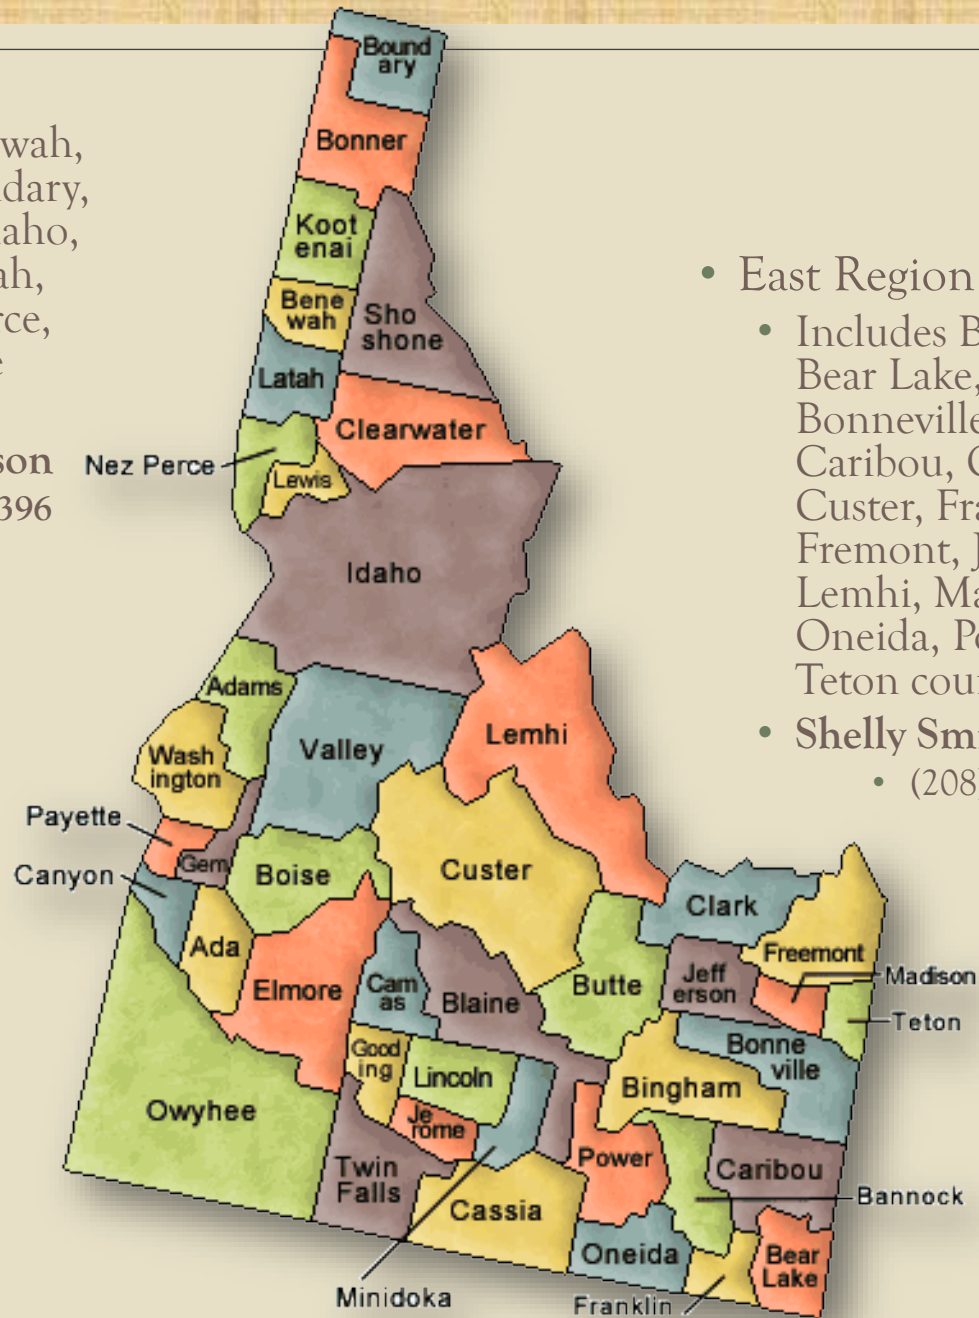 wah,
dary,
aho,
ah,
rce,
e
son
396
• East Region
• Includes B
Bear Lake,
Bonneville
Caribou, C
Custer, Fra
Fremont, J
Lemhi, Ma
Oneida, Po
Teton cou
• Shelly Smi
• (208
Bound
ary
Bonner
Koot
enai
Bene
wah
Sho
shone
Latah
Clearwater
Nez Perce
Lewis
Idaho
Adams
Lemhi
Valley
Wash
ington
Payette
Gem
Canyon
Boise
Custer
Clark
Ada
Freemont
Elmore
Cam
as
Blaine
Butte
Jeff
erson
Madison
Teton
Good
ing
Lincoln
Bonne
ville
Bingham
Owyhee
Je
rome
Power
Caribou
Twin
Falls
Cassia
Bannock
Oneida
Bear
Lake
Minidoka
Franklin